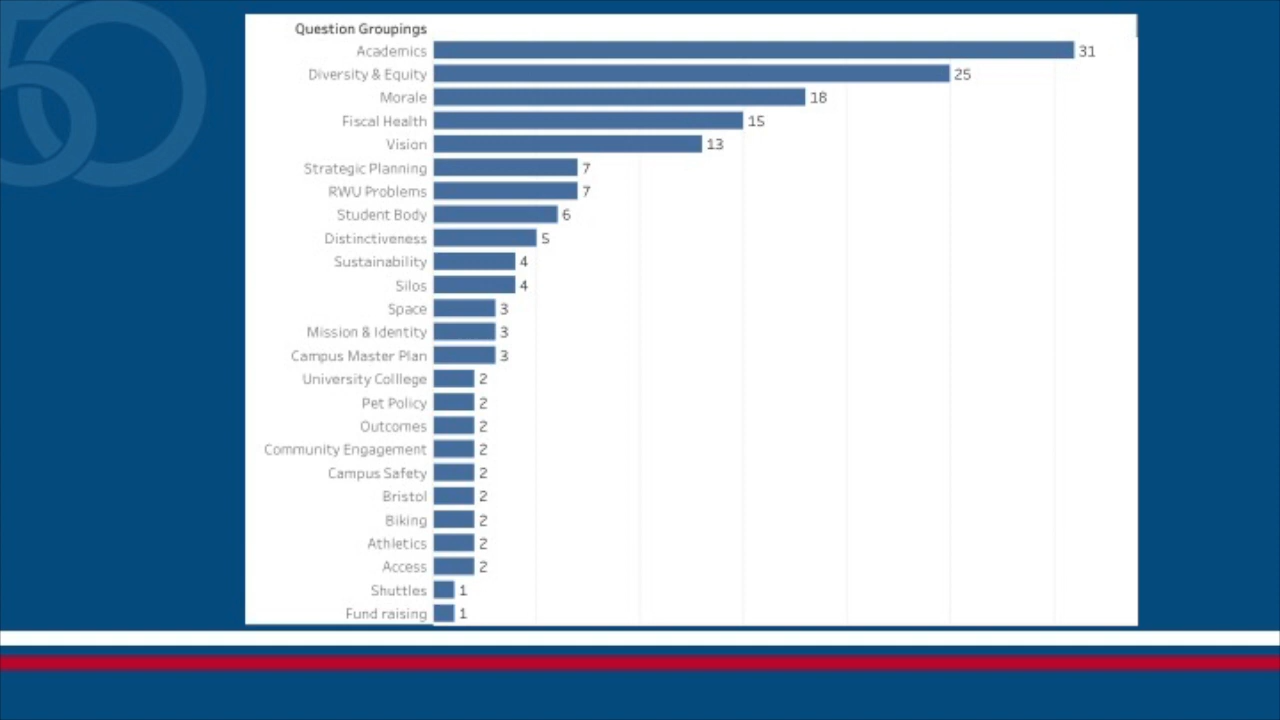 50
Question Groupings
Academics 31
Diversity & Equity 25
Morale 18
Fiscal Health 15
Vision 13
Strategic Planning 7
RWU Problems 7
Student Body 6
Distinctiveness 5
Sustainability 4
Silos 4
Space 3
Mission & Identity 3
Campus Master Plan 3
University Colllege 2
Pet Policy 2
Outcomes 2
Community Engagement 2
Campus Safety 2
Bristol 2
Biking 2
Athletics 2
Access 2
Shuttles 1
Fund raising 1